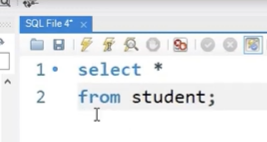 SQL File 4*
1 select *
2 from student;